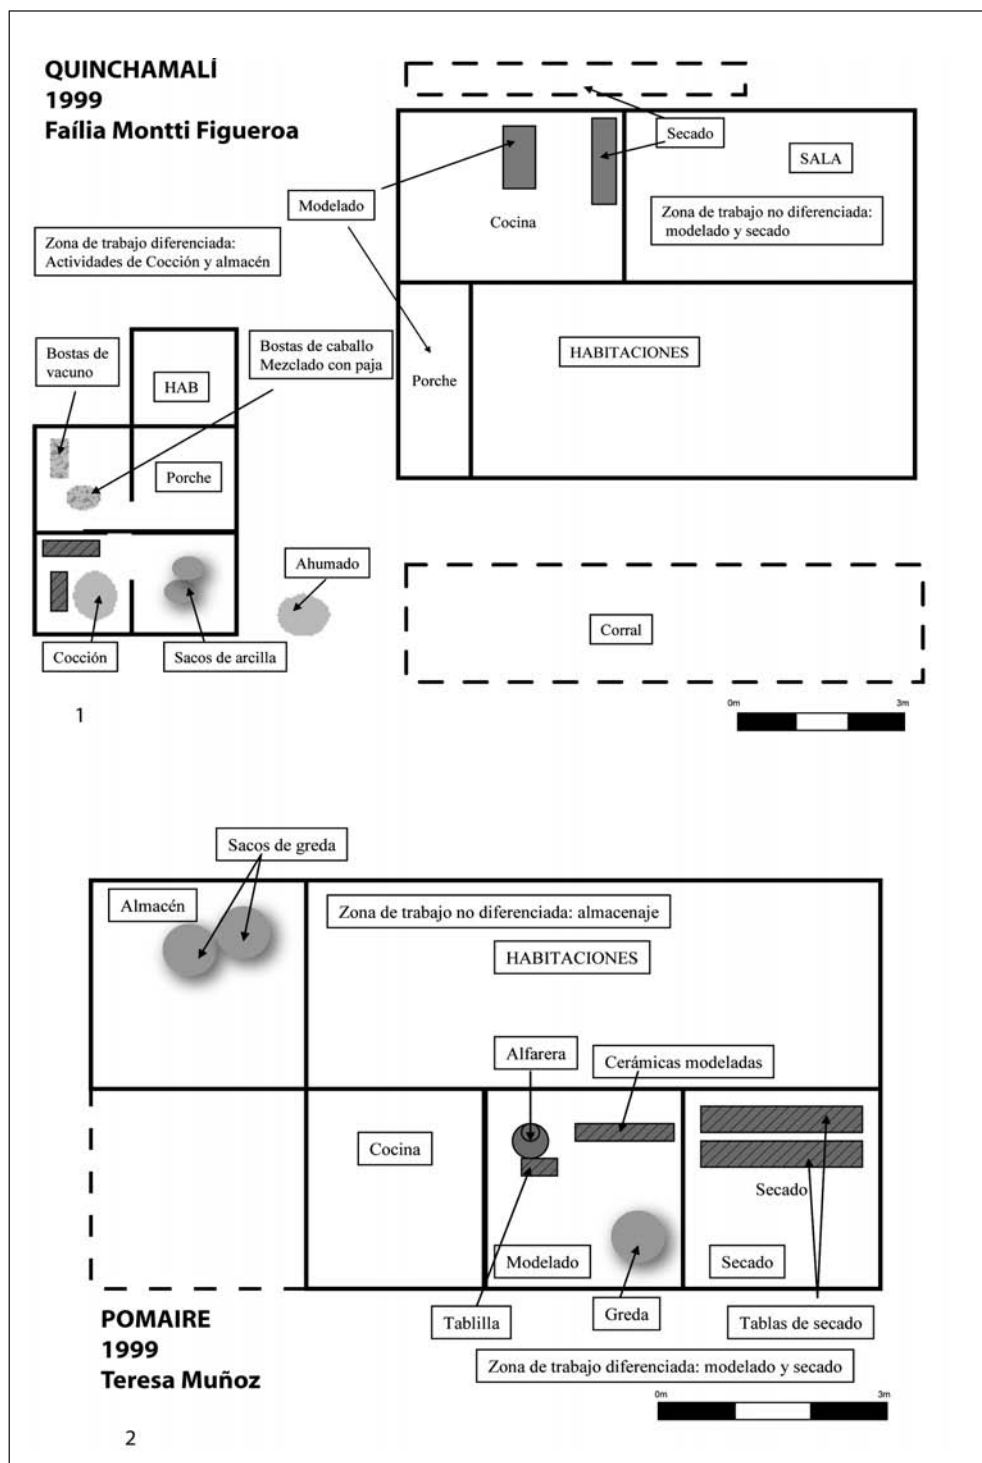 QUINCHAMALÍ
1999
Faília Montti Figueroa
Secado
SALA
Modelado
Cocina
Zona de trabajo no diferenciada:
modelado y secado
Zona de trabajo diferenciada:
Actividades de Cocción y almacén
Bostas de
vacuno
Bostas de caballo
Mezclado con paja
HAB
HABITACIONES
Porche
Porche
Ahumado
Corral
Cocción
Sacos de arcilla
1
0m
3m
Sacos de greda
Almacén
Zona de trabajo no diferenciada: almacenaje
HABITACIONES
Alfarera
Cerámicas modeladas
Cocina
Secado
Modelado
Secado
Tablilla
Greda
Tablas de secado
POMAIRE
1999
Teresa Muñoz
Zona de trabajo diferenciada: modelado y secado
0m
3m
2